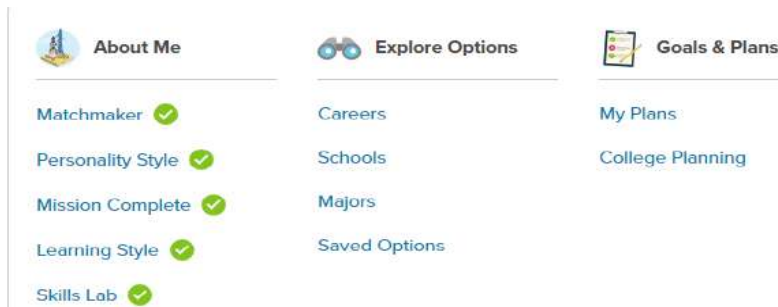 About Me
Matchmaker
Personality Style
Mission Complete
Learning Style
Skills Lab
Explore Options
Careers
Schools
Majors
Saved Options
Goals & Plans
My Plans
College Planning